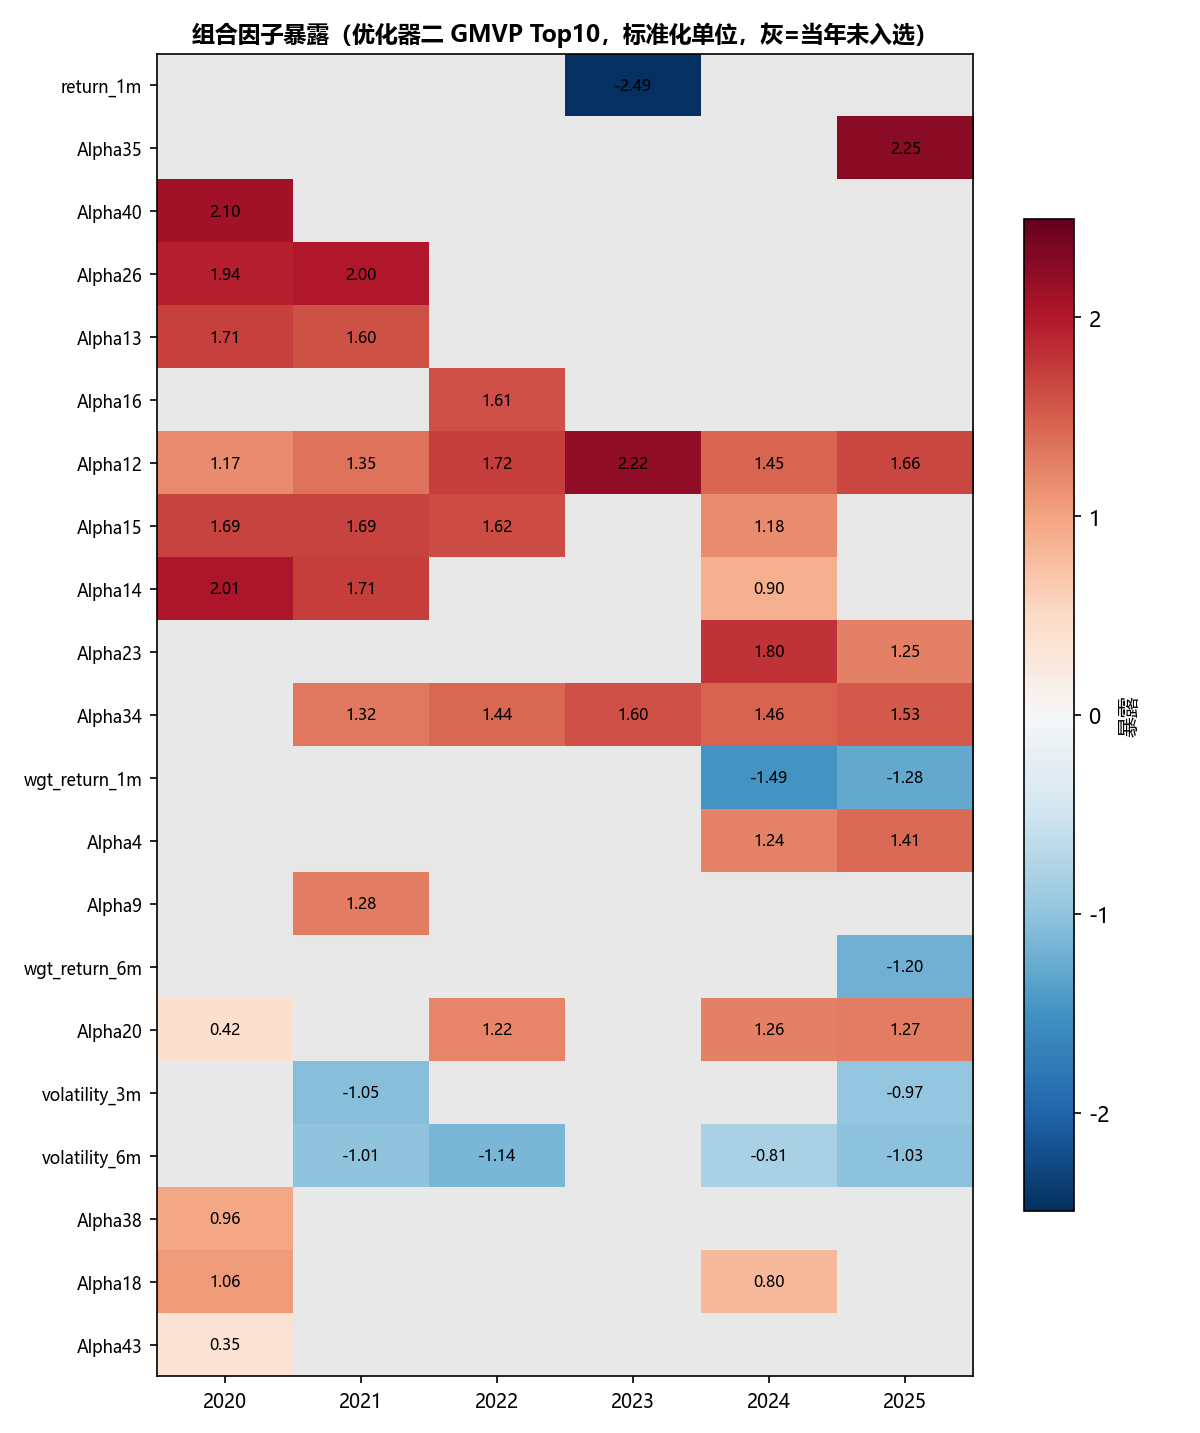 组合因子暴露（优化器二 GMVP Top10，标准化单位，灰=当年未入选）
return_1m -2.49
Alpha35 2.25
Alpha40 2.10
Alpha26 1.94 2.00
Alpha13 1.71 1.60
Alpha16 1.61
Alpha12 1.17 1.35 1.72 2.22 1.45 1.66
Alpha15 1.69 1.69 1.62 1.18
Alpha14 2.01 1.71 0.90
Alpha23 1.80 1.25
Alpha34 1.32 1.44 1.60 1.46 1.53
wgt_return_1m -1.49 -1.28
Alpha4 1.24 1.41
Alpha9 1.28
wgt_return_6m -1.20
Alpha20 0.42 1.22 1.26 1.27
volatility_3m -1.05 -0.97
volatility_6m -1.01 -1.14 -0.81 -1.03
Alpha38 0.96
Alpha18 1.06 0.80
Alpha43 0.35
2020 2021 2022 2023 2024 2025
2
1
0
-1
-2
暴露